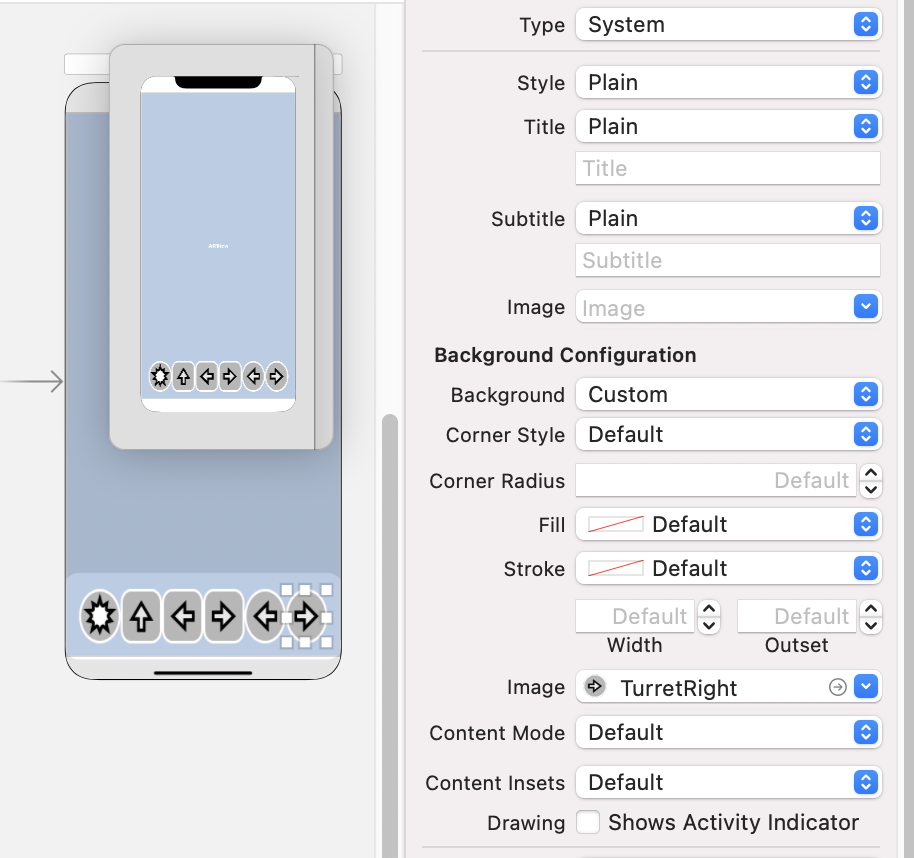 Type System
Style Plain
Title Plain
Title
Subtitle Plain
Subtitle
Image Image
Background Configuration
Background Custom
Corner Style Default
Corner Radius Default
Fill Default
Stroke Default
Default Default
Width Outset
Image TurretRight
Content Mode Default
Content Insets Default
Drawing Shows Activity Indicator